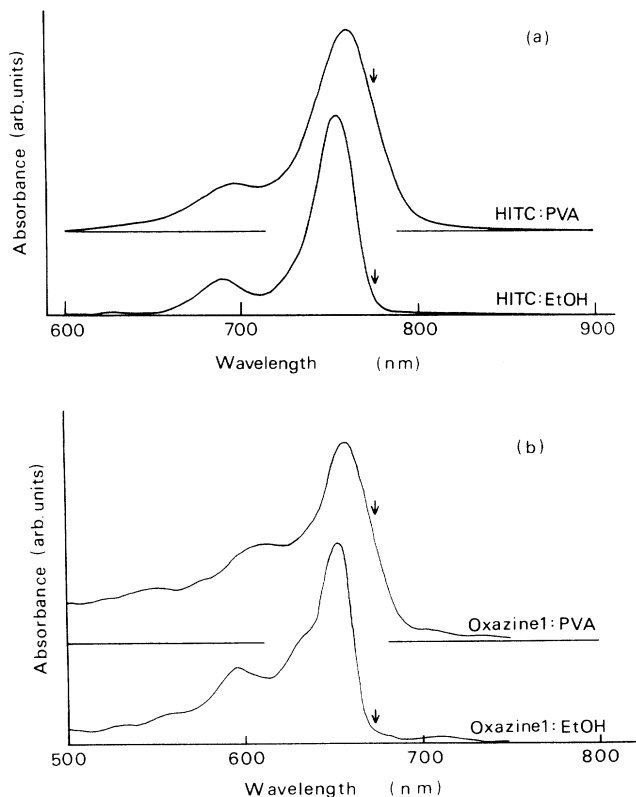 (a)
Absorbance (arb.units)
HITC:PVA
HITC:EtOH
600 700 800 900
Wavelength (nm)
(b)
Absorbance (arb.units)
Oxazine1:PVA
Oxazine1:EtOH
500 600 700 800
Wavelength (nm)